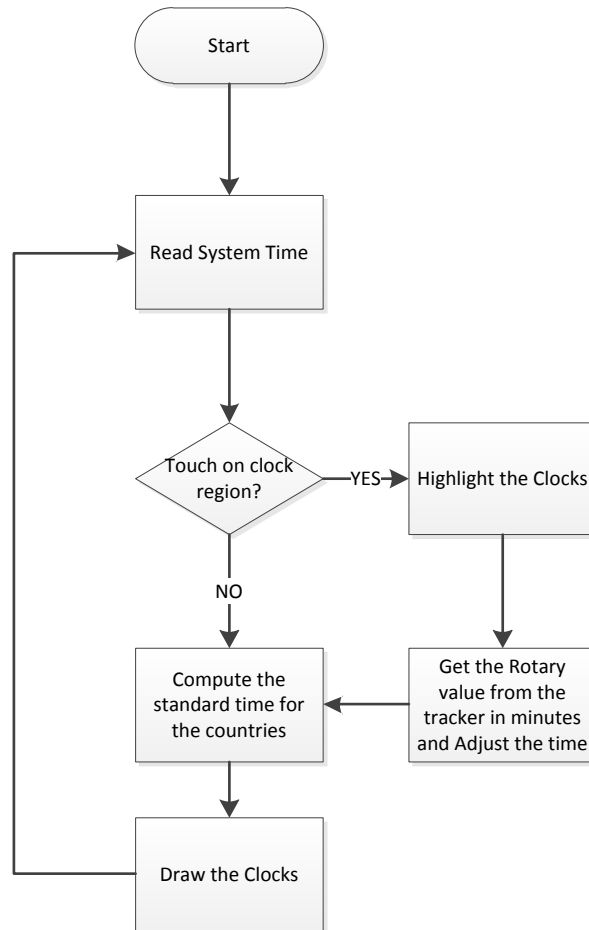 Start
Read System Time
Touch on clock
region?
YES
Highlight the Clocks
NO
Compute the
standard time for
the countries
Get the Rotary
value from the
tracker in minutes
and Adjust the time
Draw the Clocks